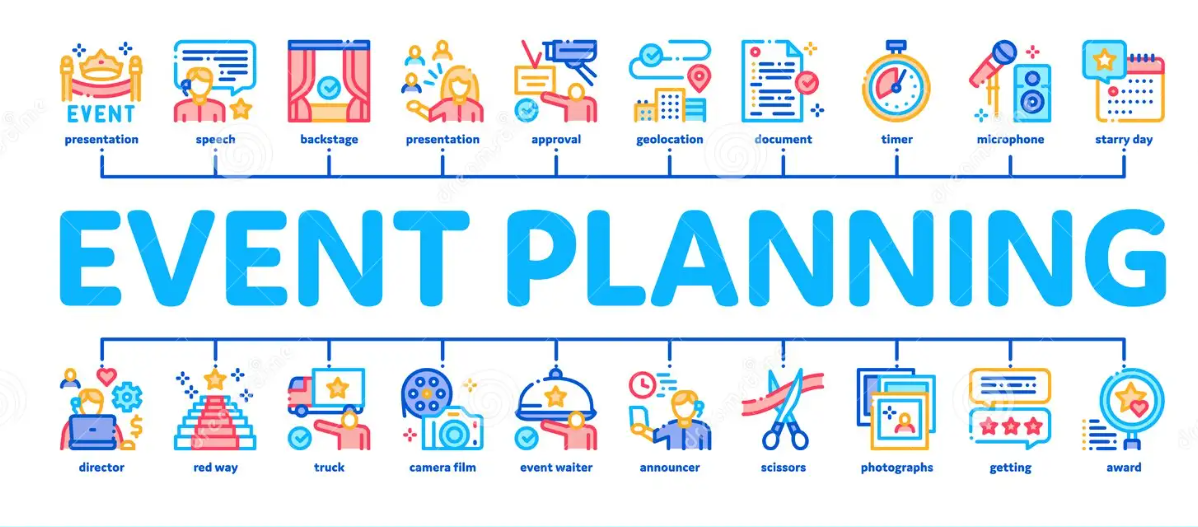 EVENT
presentation speech backstage presentation approval geolocation document timer microphone starry day
EVENT PLANNING
director red way truck camera film event waiter announcer scissors photographs getting award